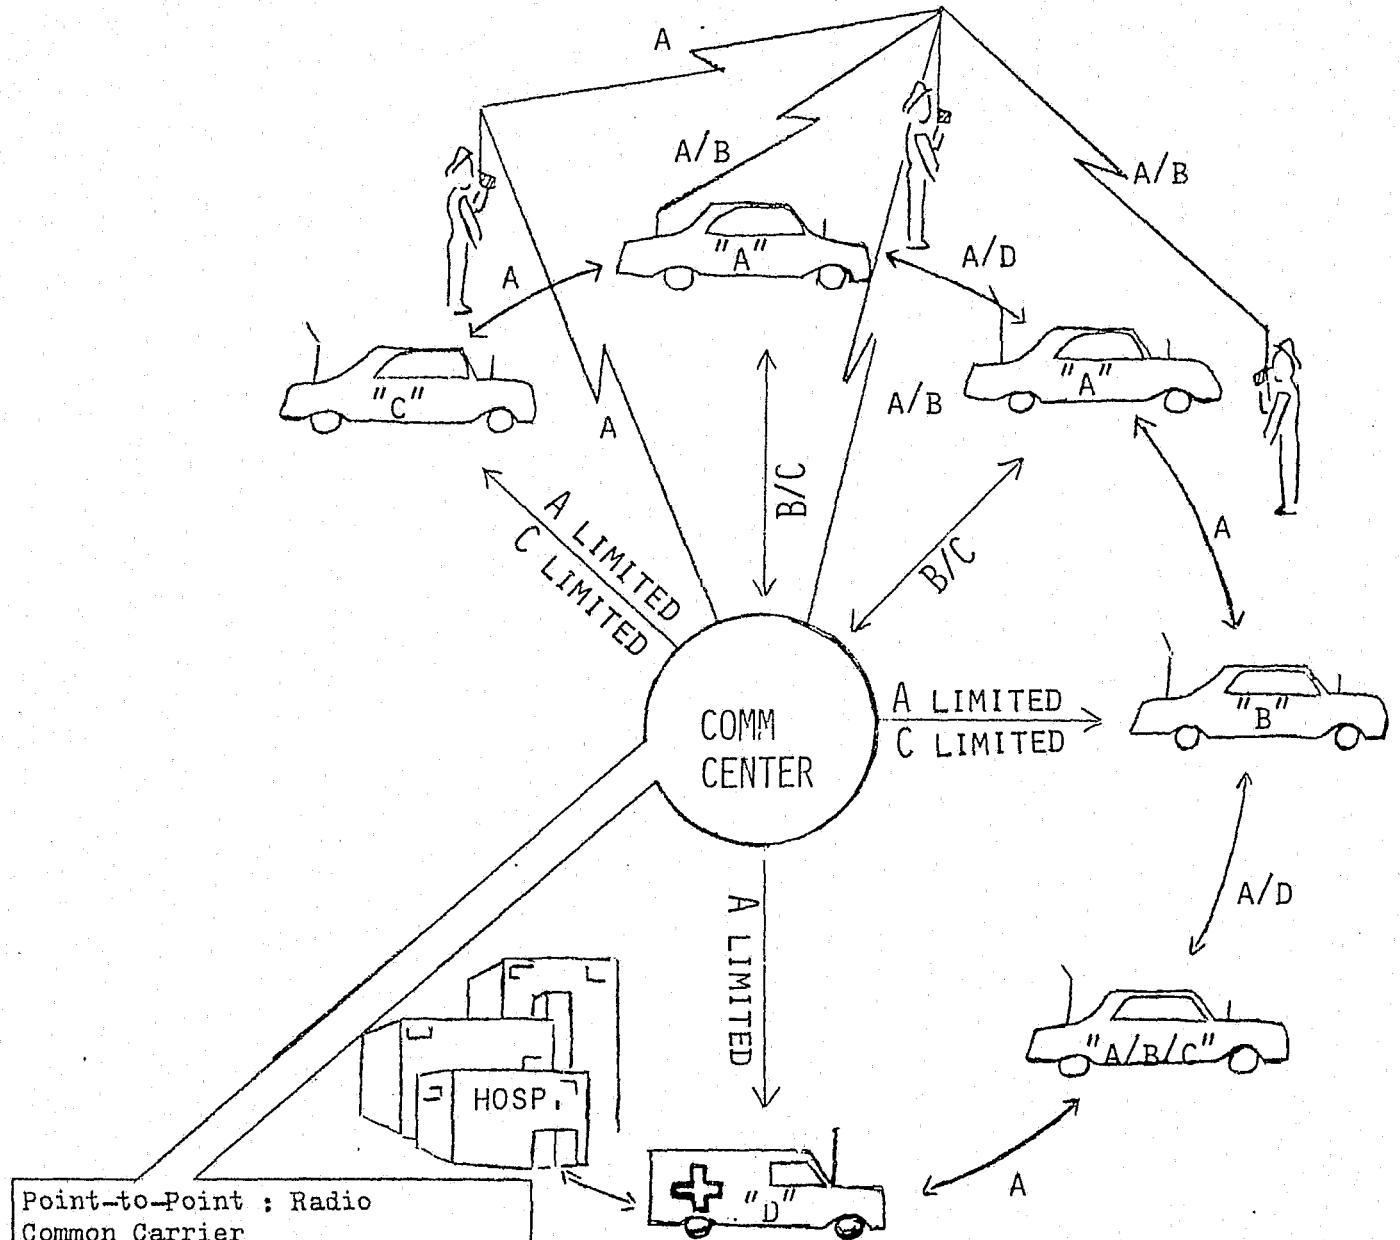 A
A/B
A/B
"A"
A
A/D
"A"
"C"
A/B
A
B/C
A LIMITED
C LIMITED
B/C
A
A LIMITED
C LIMITED
"B"
COMM
CENTER
A/D
A LIMITED
"A/B/C"
HOSP.
A
"D"
Point-to-Point : Radio
Common Carrier